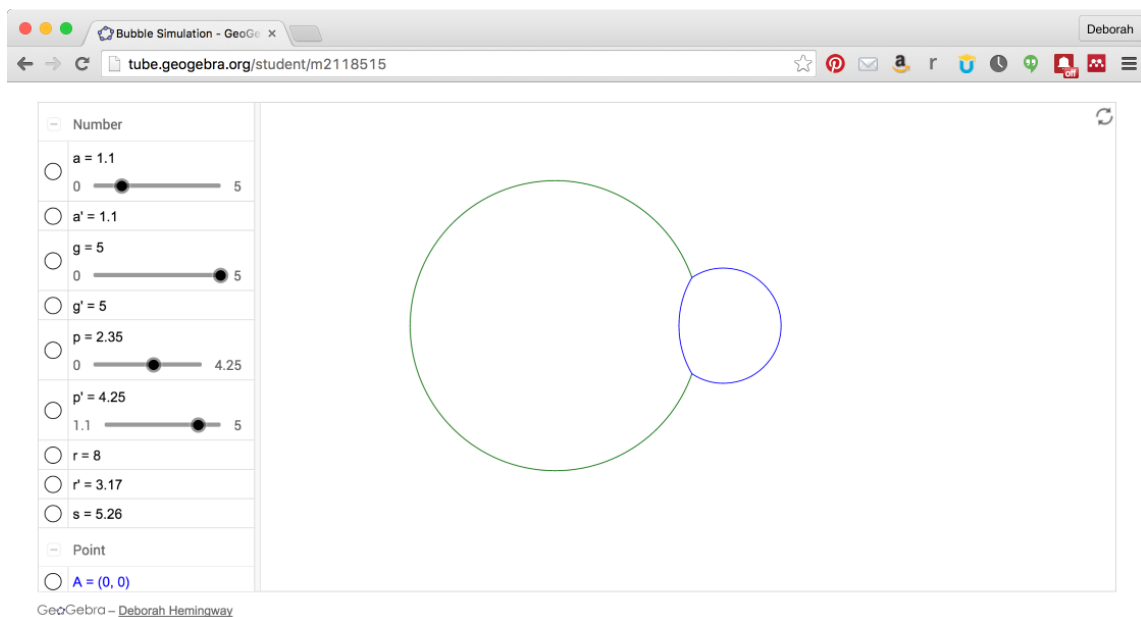 Bubble Simulation - GeoGe
Deborah
tube.geogebra.org/student/m2118515
off
Number
a = 1.1
0 5
a' = 1.1
g = 5
0 5
g' = 5
p = 2.35
0 4.25
p' = 4.25
1.1 5
r = 8
r' = 3.17
s = 5.26
Point
A = (0, 0)
GeoGebra – Deborah Hemingway